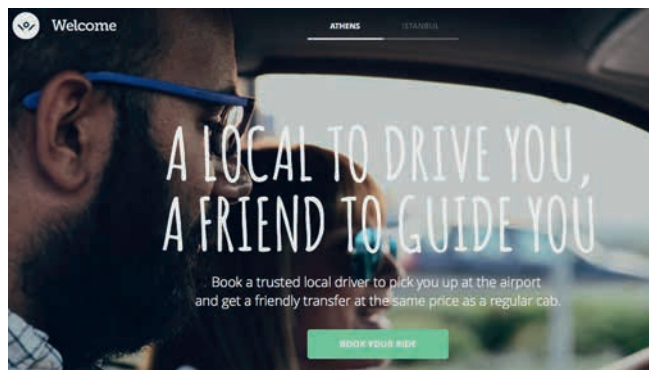 Welcome
ATHENS
ISTANBUL
A LOCAL TO DRIVE YOU,
A FRIEND TO GUIDE YOU
Book a trusted local driver to pick you up at the airport
and get a friendly transfer at the same price as a regular cab.
BOOK YOUR RIDE